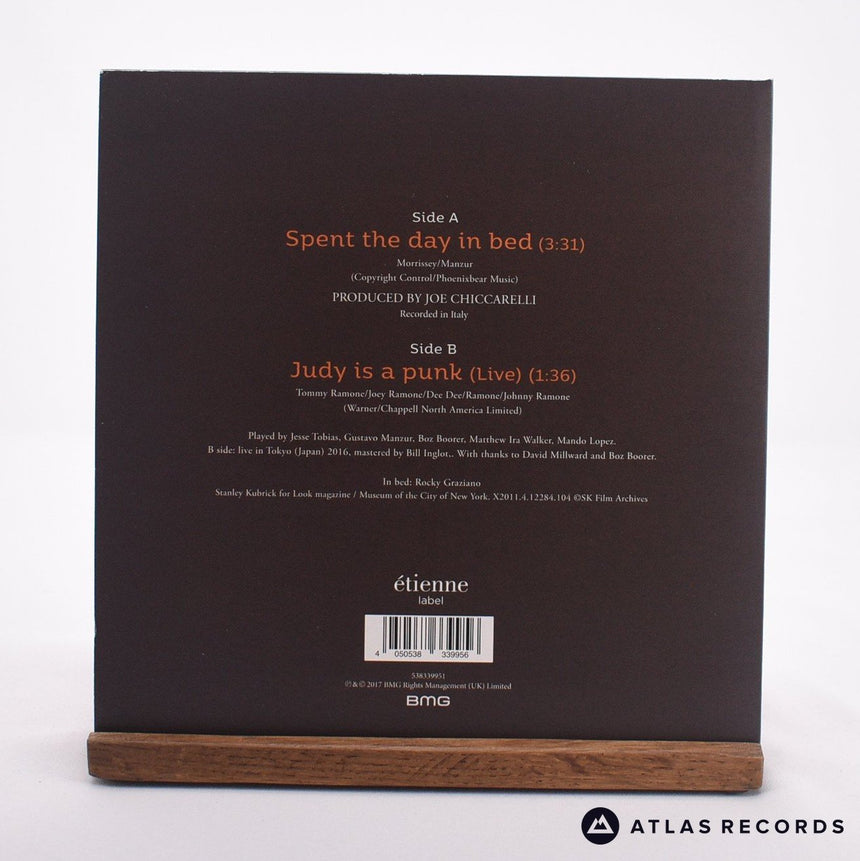 Side A
Spent the day in bed (3:31)
Morrissey/Manzur
(Copyright Control/Phoenixbear Music)
PRODUCED BY JOE CHICCARELLI
Recorded in Italy
Side B
Judy is a punk (Live) (1:36)
Tommy Ramone/Joey Ramone/Dee Dee/Ramone/Johnny Ramone
(Warner/Chappell North America Limited)
Played by Jesse Tobias, Gustavo Manzur, Boz Boorer, Matthew Ira Walker, Mando Lopez.
B side: live in Tokyo (Japan) 2016, mastered by Bill Inglot,. With thanks to David Millward and Boz Boorer.
In bed: Rocky Graziano
Stanley Kubrick for Look magazine / Museum of the City of New York. X2011.4.12284.104 ©SK Film Archives
étienne
label
4 050538 339956
538339951
℗ & © 2017 BMG Rights Management (UK) Limited
BMG
ATLAS RECORDS